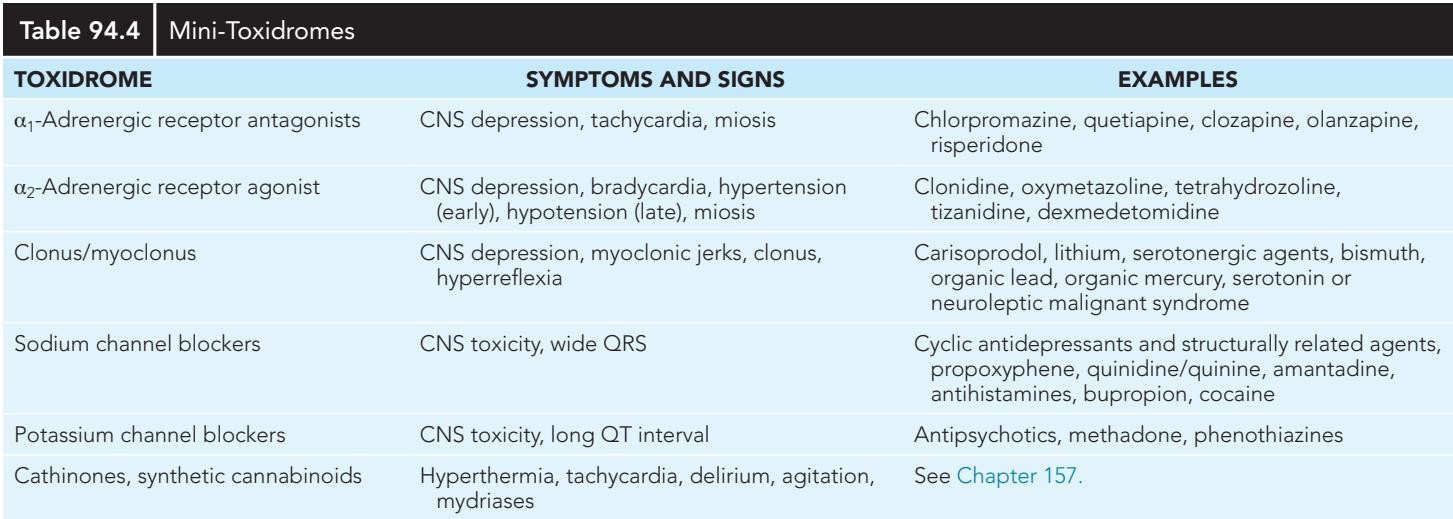 Table 94.4 Mini-Toxidromes
TOXIDROME SYMPTOMS AND SIGNS EXAMPLES
α₁-Adrenergic receptor antagonists CNS depression, tachycardia, miosis Chlorpromazine, quetiapine, clozapine, olanzapine,
risperidone
α₂-Adrenergic receptor agonist CNS depression, bradycardia, hypertension Clonidine, oxymetazoline, tetrahydrozoline,
(early), hypotension (late), miosis tizanidine, dexmedetomidine
Clonus/myoclonus CNS depression, myoclonic jerks, clonus, Carisoprodol, lithium, serotonergic agents, bismuth,
hyperreflexia organic lead, organic mercury, serotonin or
neuroleptic malignant syndrome
Sodium channel blockers CNS toxicity, wide QRS Cyclic antidepressants and structurally related agents,
propoxyphene, quinidine/quinine, amantadine,
antihistamines, bupropion, cocaine
Potassium channel blockers CNS toxicity, long QT interval Antipsychotics, methadone, phenothiazines
Cathinones, synthetic cannabinoids Hyperthermia, tachycardia, delirium, agitation, See Chapter 157.
mydriases